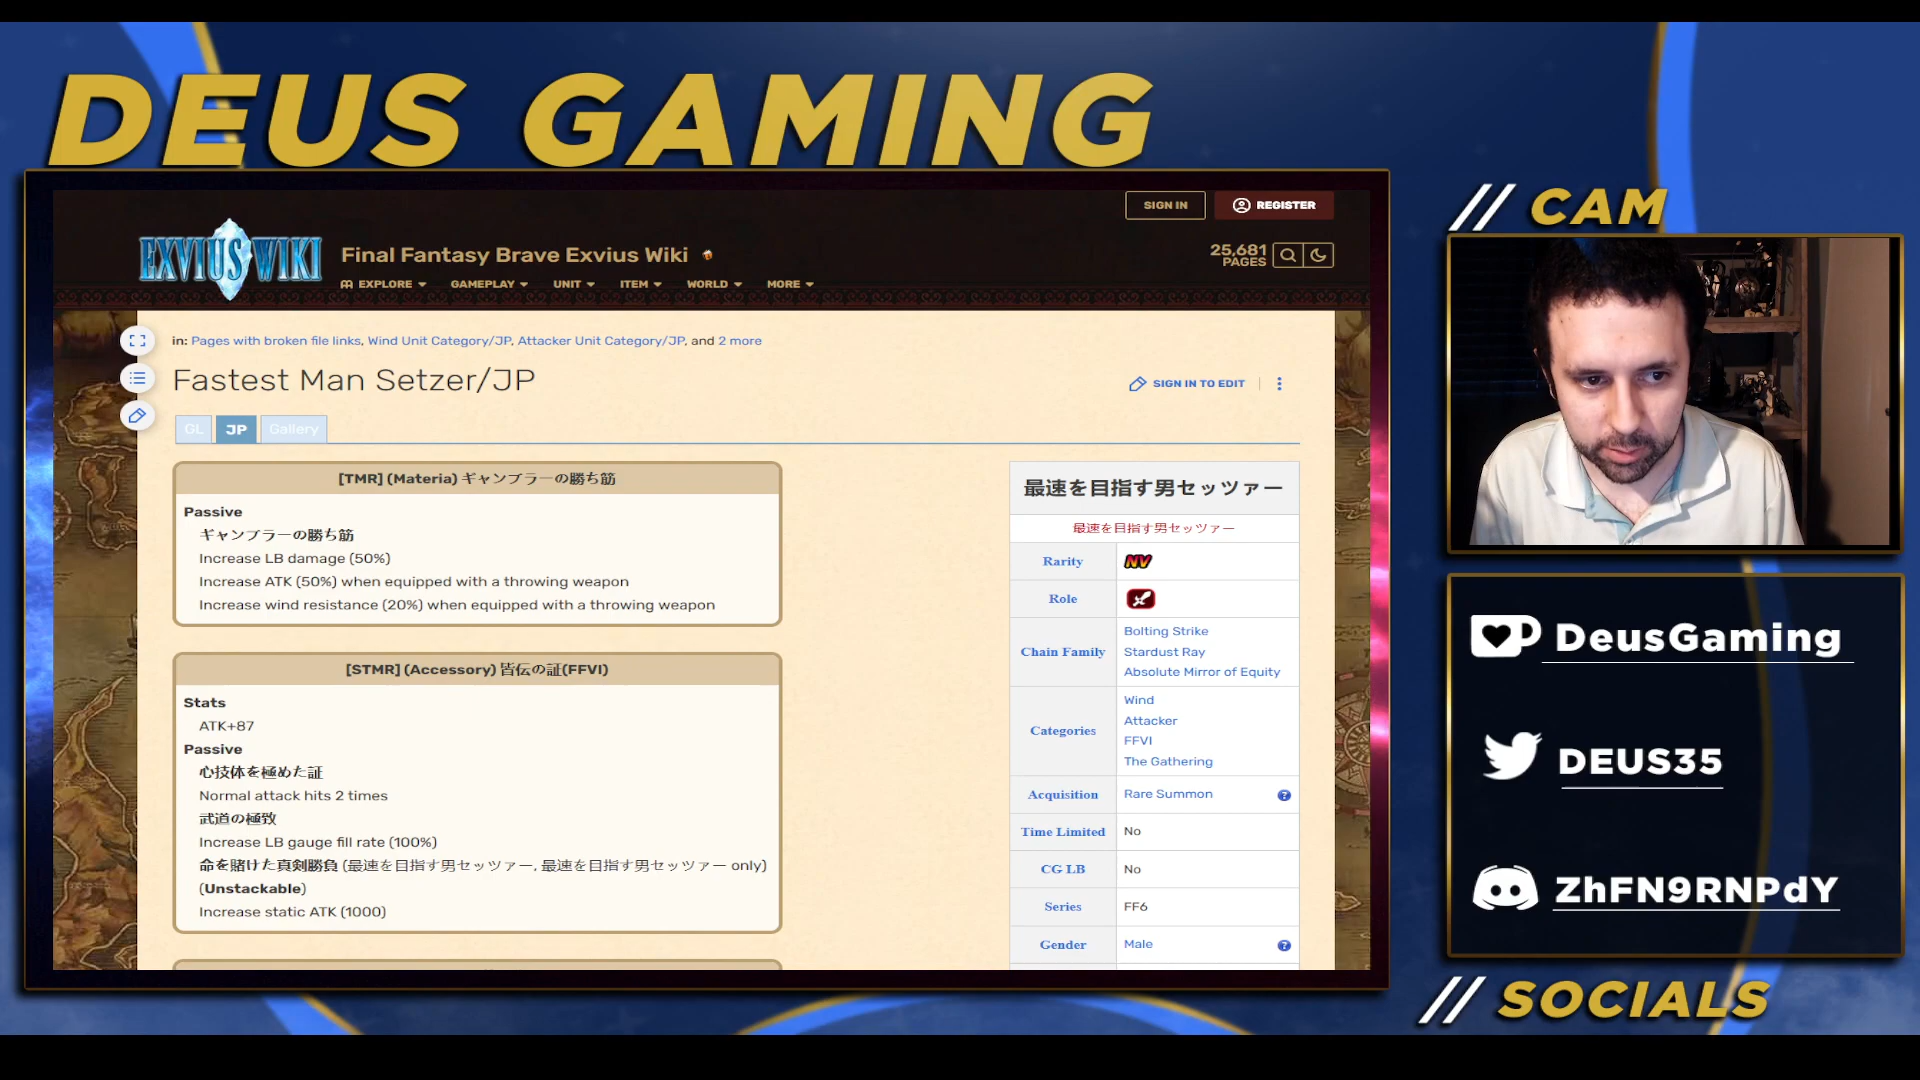 DEUS GAMING
SIGN IN
REGISTER
EXVIUS WIKI
Final Fantasy Brave Exvius Wiki
25,681
PAGES
EXPLORE
GAMEPLAY
UNIT
ITEM
WORLD
MORE
in: Pages with broken file links, Wind Unit Category/JP, Attacker Unit Category/JP, and 2 more
Fastest Man Setzer/JP
SIGN IN TO EDIT
GL
JP
Gallery
[TMR] (Materia) ギャンブラーの勝ち筋
Passive
ギャンブラーの勝ち筋
Increase LB damage (50%)
Increase ATK (50%) when equipped with a throwing weapon
Increase wind resistance (20%) when equipped with a throwing weapon
[STMR] (Accessory) 皆伝の証(FFVI)
Stats
ATK+87
Passive
心技体を極めた証
Normal attack hits 2 times
武道の極致
Increase LB gauge fill rate (100%)
命を賭けた真剣勝負 (最速を目指す男セッツァー, 最速を目指す男セッツァー only)
(Unstackable)
Increase static ATK (1000)
最速を目指す男セッツァー
最速を目指す男セッツァー
Rarity
NV
Role
Chain Family
Bolting Strike
Stardust Ray
Absolute Mirror of Equity
Categories
Wind
Attacker
FFVI
The Gathering
Acquisition
Rare Summon
Time Limited
No
CG LB
No
Series
FF6
Gender
Male
// CAM
DeusGaming
DEUS35
ZhFN9RNPdY
// SOCIALS